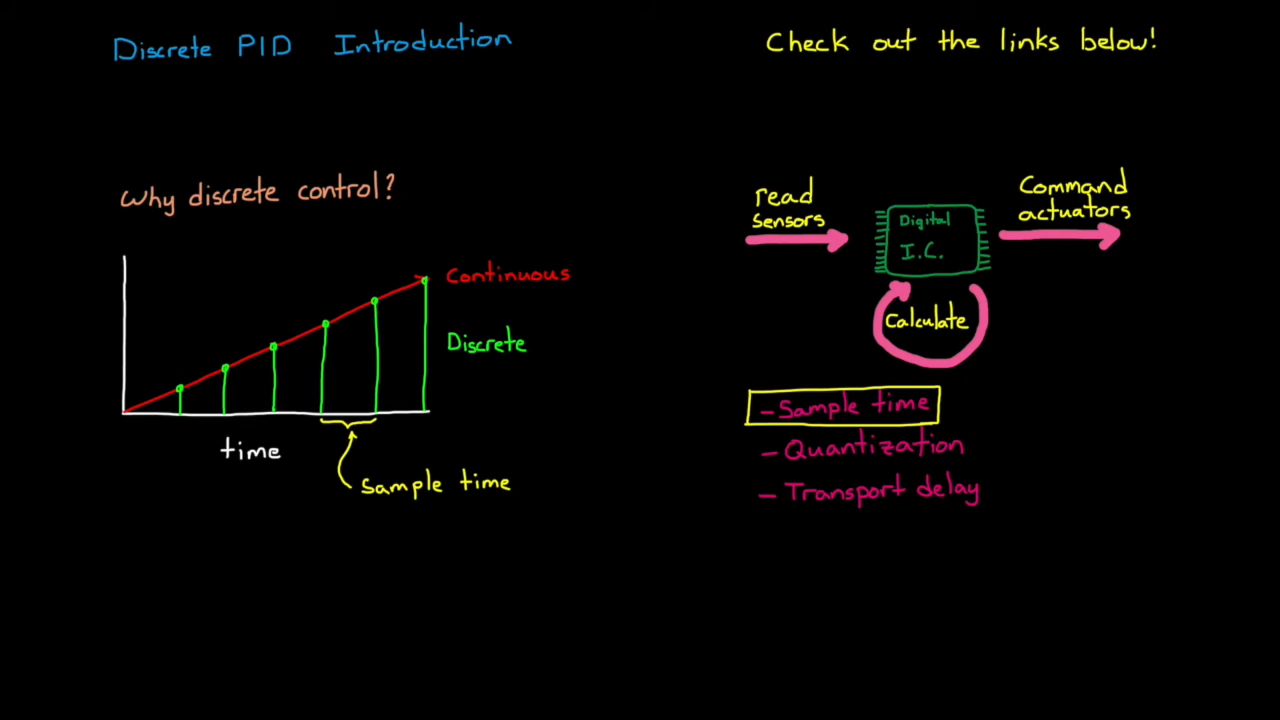 Discrete PID Introduction
Check out the links below!
Why discrete control?
Continuous
Discrete
time
Sample time
read
sensors
Digital
I.C.
Command
actuators
Calculate
- Sample time
- Quantization
- Transport delay